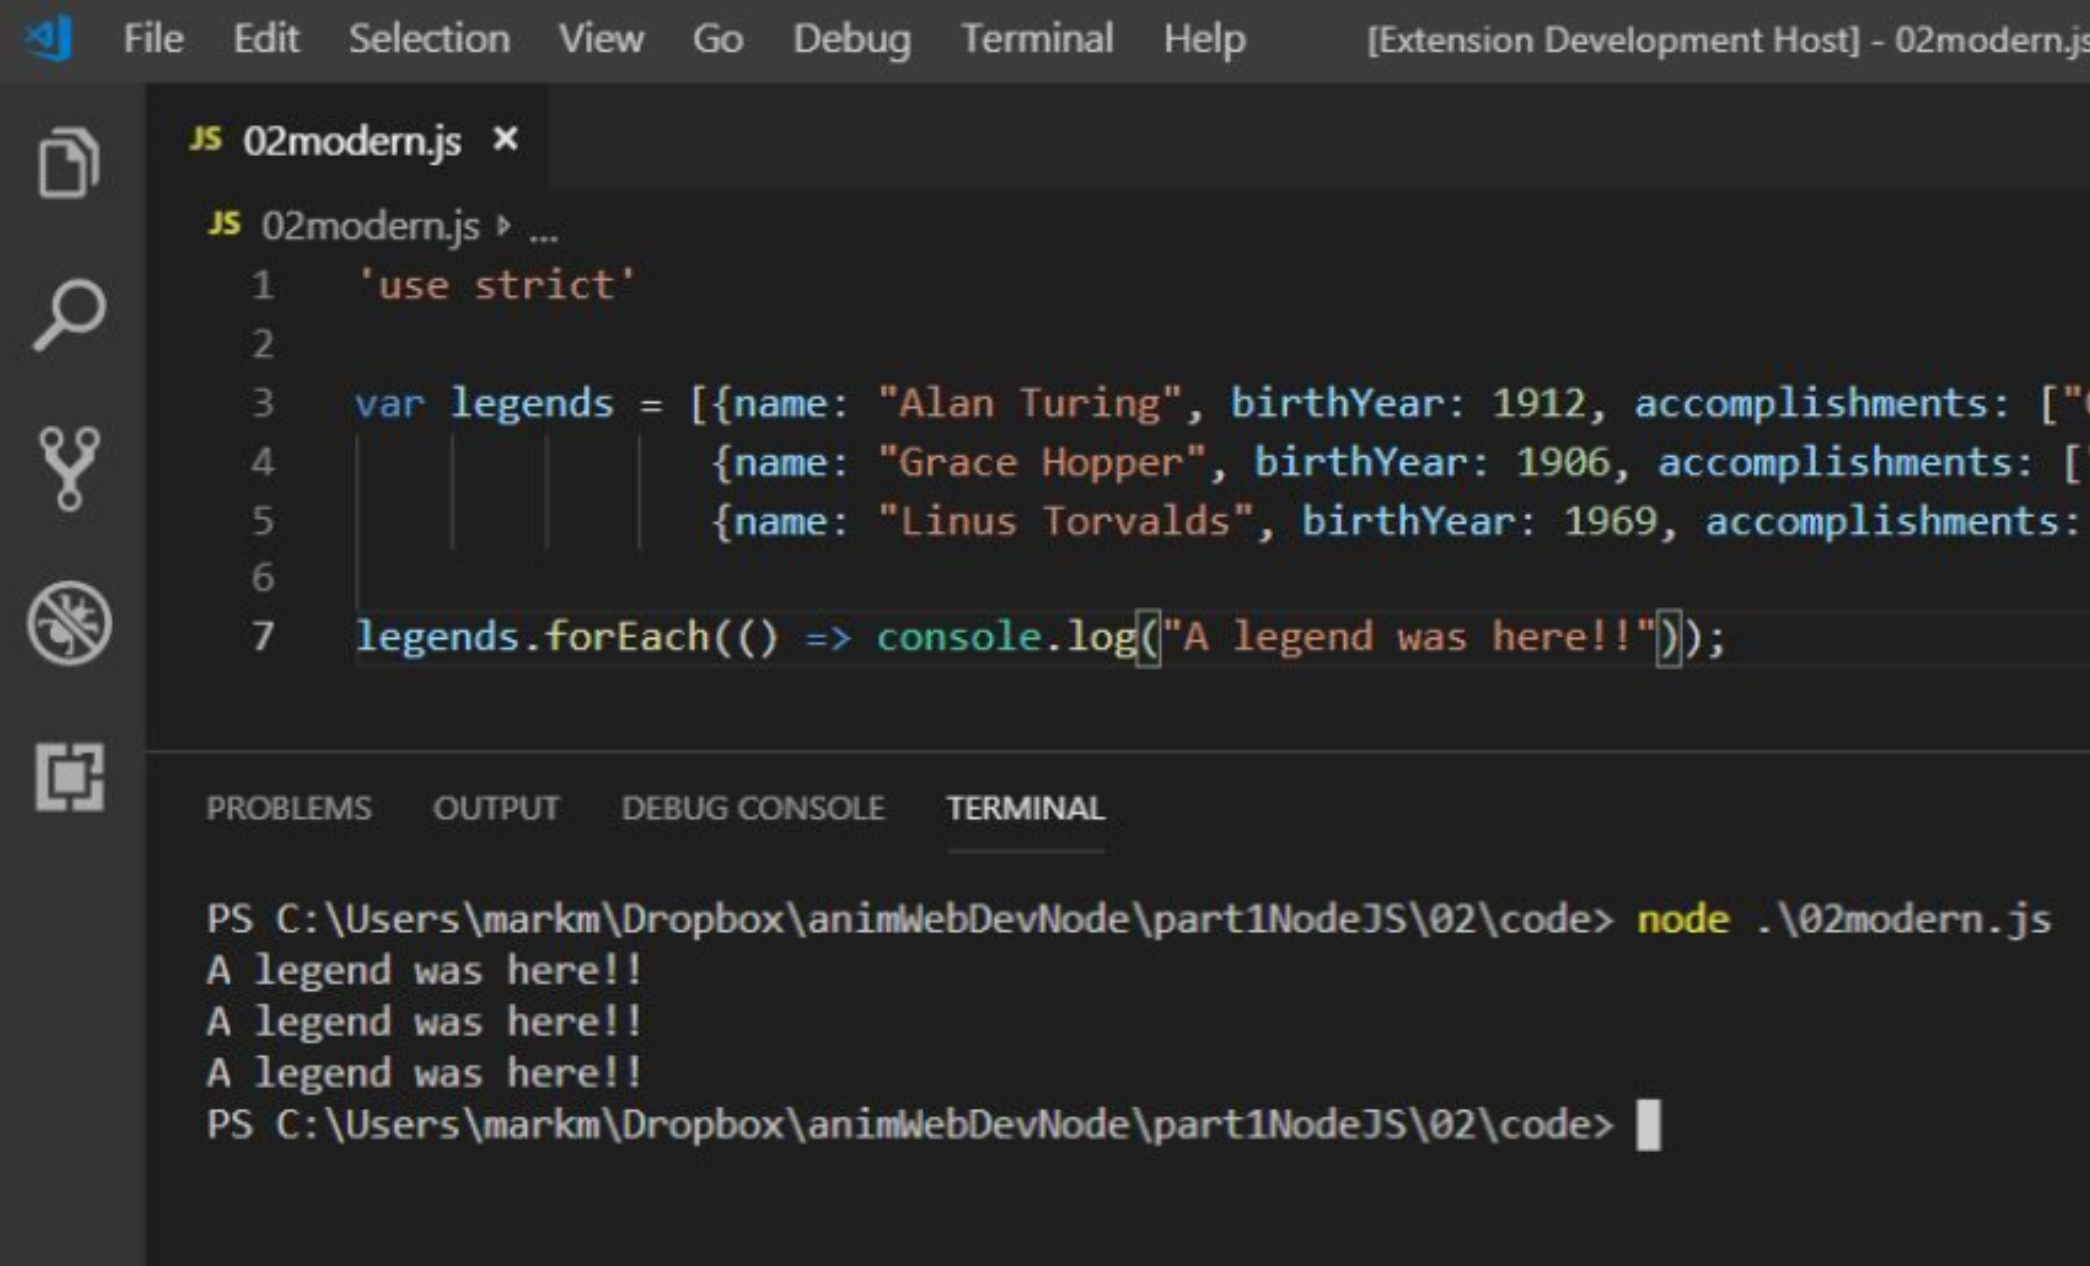 File Edit Selection View Go Debug Terminal Help [Extension Development Host] - 02modern.js
JS 02modern.js ×
JS 02modern.js ▹ ...
1 'use strict'
2
3 var legends = [{name: "Alan Turing", birthYear: 1912, accomplishments: ["
4 {name: "Grace Hopper", birthYear: 1906, accomplishments: [
5 {name: "Linus Torvalds", birthYear: 1969, accomplishments:
6
7 legends.forEach(() => console.log("A legend was here!!"));
PROBLEMS OUTPUT DEBUG CONSOLE TERMINAL
PS C:\Users\markm\Dropbox\animWebDevNode\part1NodeJS\02\code> node .\02modern.js
A legend was here!!
A legend was here!!
A legend was here!!
PS C:\Users\markm\Dropbox\animWebDevNode\part1NodeJS\02\code>